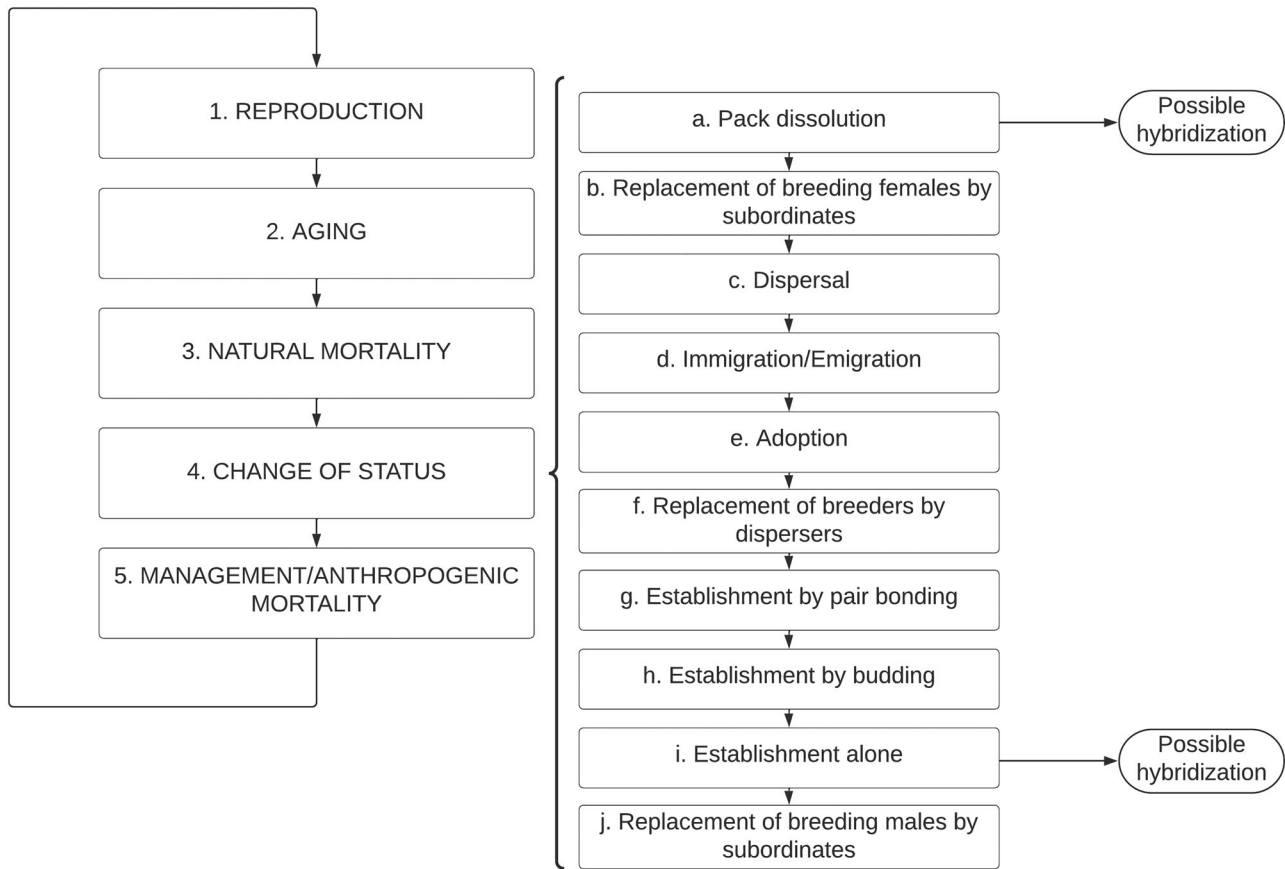 1. REPRODUCTION
2. AGING
3. NATURAL MORTALITY
4. CHANGE OF STATUS
5. MANAGEMENT/ANTHROPOGENIC
MORTALITY
a. Pack dissolution
Possible
hybridization
b. Replacement of breeding females by
subordinates
c. Dispersal
d. Immigration/Emigration
e. Adoption
f. Replacement of breeders by
dispersers
g. Establishment by pair bonding
h. Establishment by budding
i. Establishment alone
Possible
hybridization
j. Replacement of breeding males by
subordinates